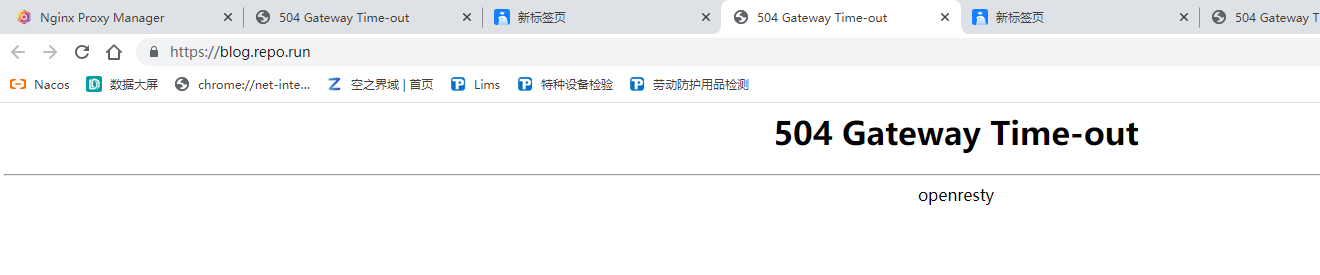 Nginx Proxy Manager
504 Gateway Time-out
新标签页
504 Gateway Time-out
新标签页
504 Gateway T
https://blog.repo.run
Nacos
数据大屏
chrome://net-inte...
空之界域 | 首页
Lims
特种设备检验
劳动防护用品检测
504 Gateway Time-out
openresty